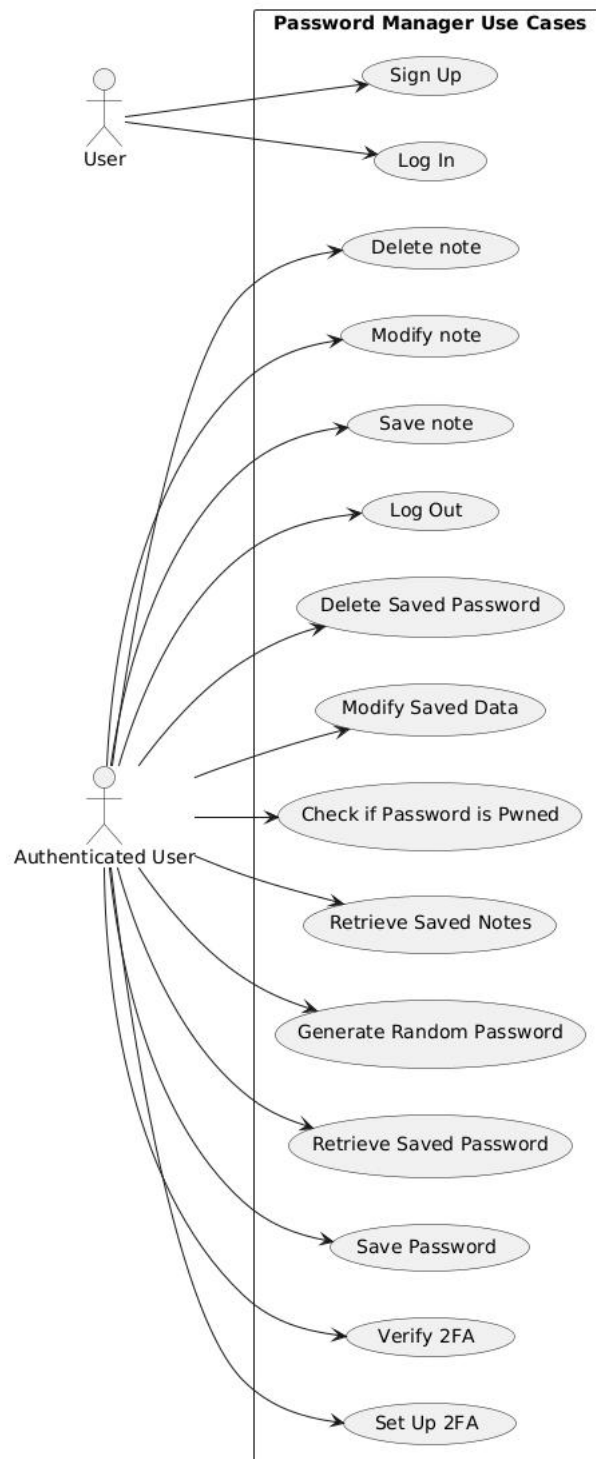 Password Manager Use Cases
Sign Up
User
Log In
Delete note
Modify note
Save note
Log Out
Delete Saved Password
Modify Saved Data
Check if Password is Pwned
Authenticated User
Retrieve Saved Notes
Generate Random Password
Retrieve Saved Password
Save Password
Verify 2FA
Set Up 2FA